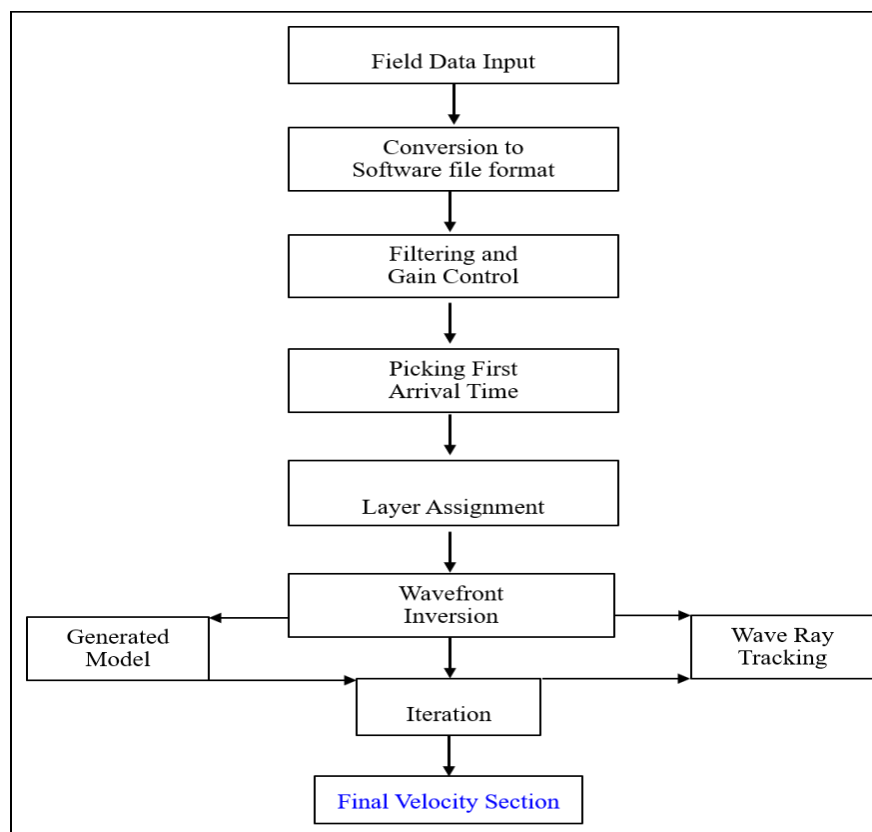 Field Data Input
Conversion to
Software file format
Filtering and
Gain Control
Picking First
Arrival Time
Layer Assignment
Wavefront
Inversion
Generated
Model
Wave Ray
Tracking
Iteration
Final Velocity Section